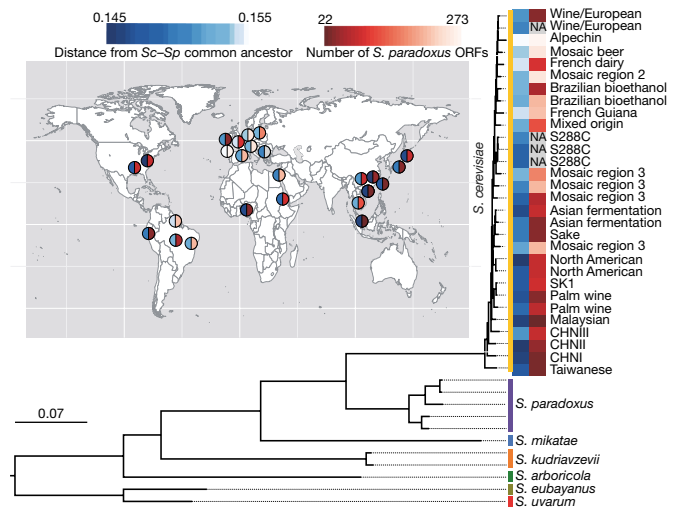 0.145
0.155
22
273
Distance from Sc–Sp common ancestor
Number of S. paradoxus ORFs
S. cerevisiae
Wine/European
NA Wine/European
Alpechin
Mosaic beer
French dairy
Mosaic region 2
Brazilian bioethanol
Brazilian bioethanol
French Guiana
Mixed origin
NA S288C
NA S288C
NA S288C
Mosaic region 3
Mosaic region 3
Mosaic region 3
Asian fermentation
Asian fermentation
Sake
Mosaic region 3
North American
North American
SK1
Palm wine
Palm wine
Malaysian
CHNIII
CHNII
CHNI
Taiwanese
0.07
S. paradoxus
S. mikatae
S. kudriavzevii
S. arboricola
S. eubayanus
S. uvarum